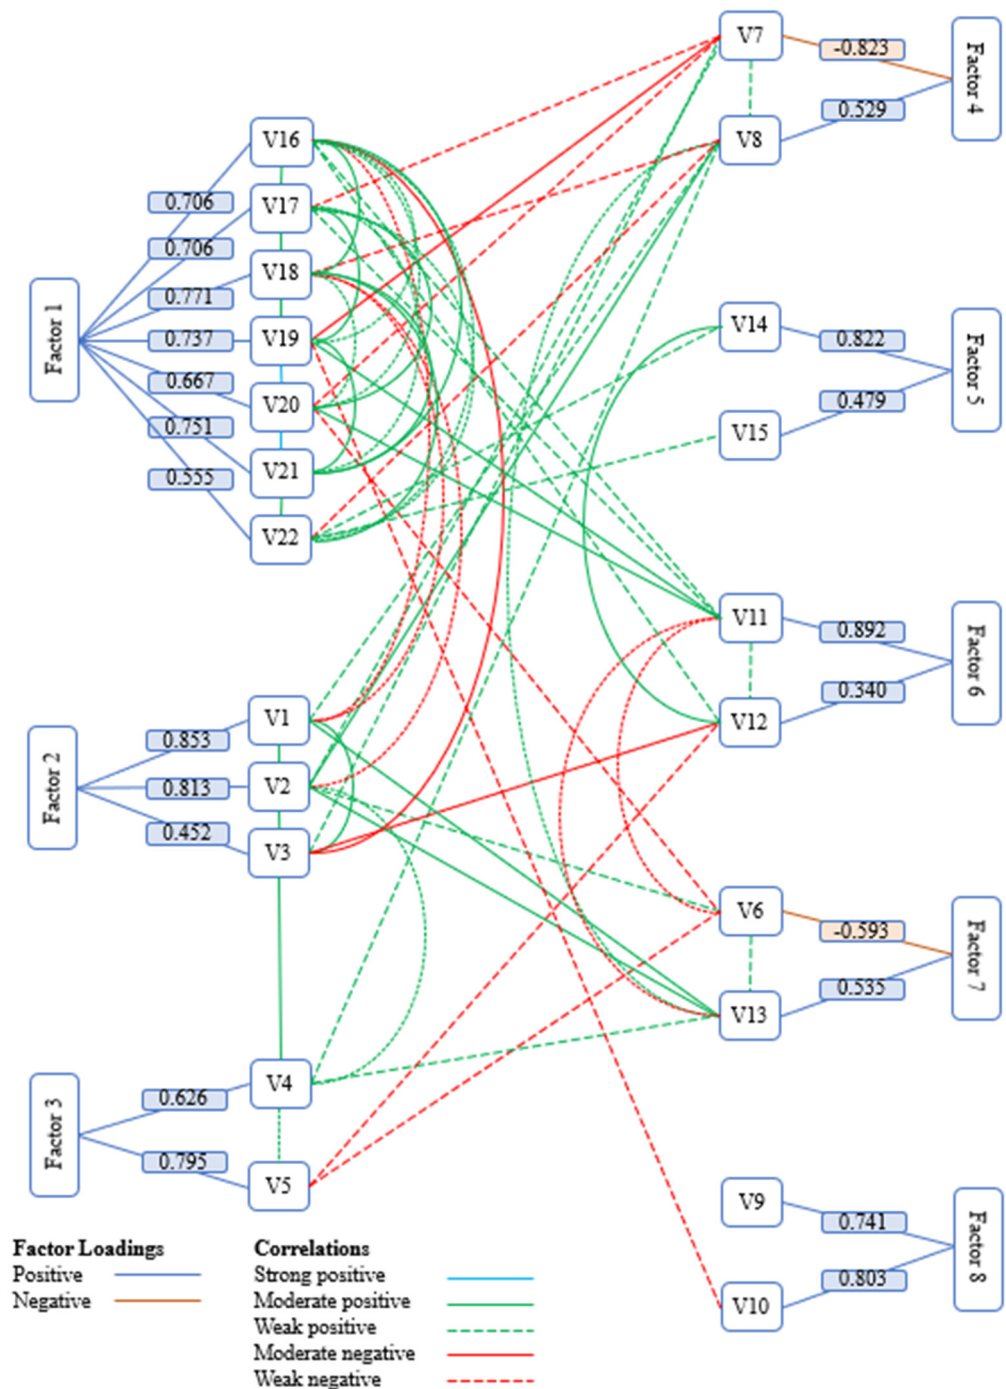 V7
-0.823
Factor 4
0.529
V8
V16
V17
V18
V19
V20
V21
V22
0.706
0.706
0.771
0.737
0.667
0.751
0.555
Factor 1
V14
0.822
Factor 5
0.479
V15
V11
0.892
Factor 6
0.340
V12
V1
V2
V3
0.853
0.813
0.452
Factor 2
V6
-0.593
Factor 7
0.535
V13
V4
V5
0.626
0.795
Factor 3
V9
0.741
Factor 8
0.803
V10
Factor Loadings
Positive
Negative
Correlations
Strong positive
Moderate positive
Weak positive
Moderate negative
Weak negative